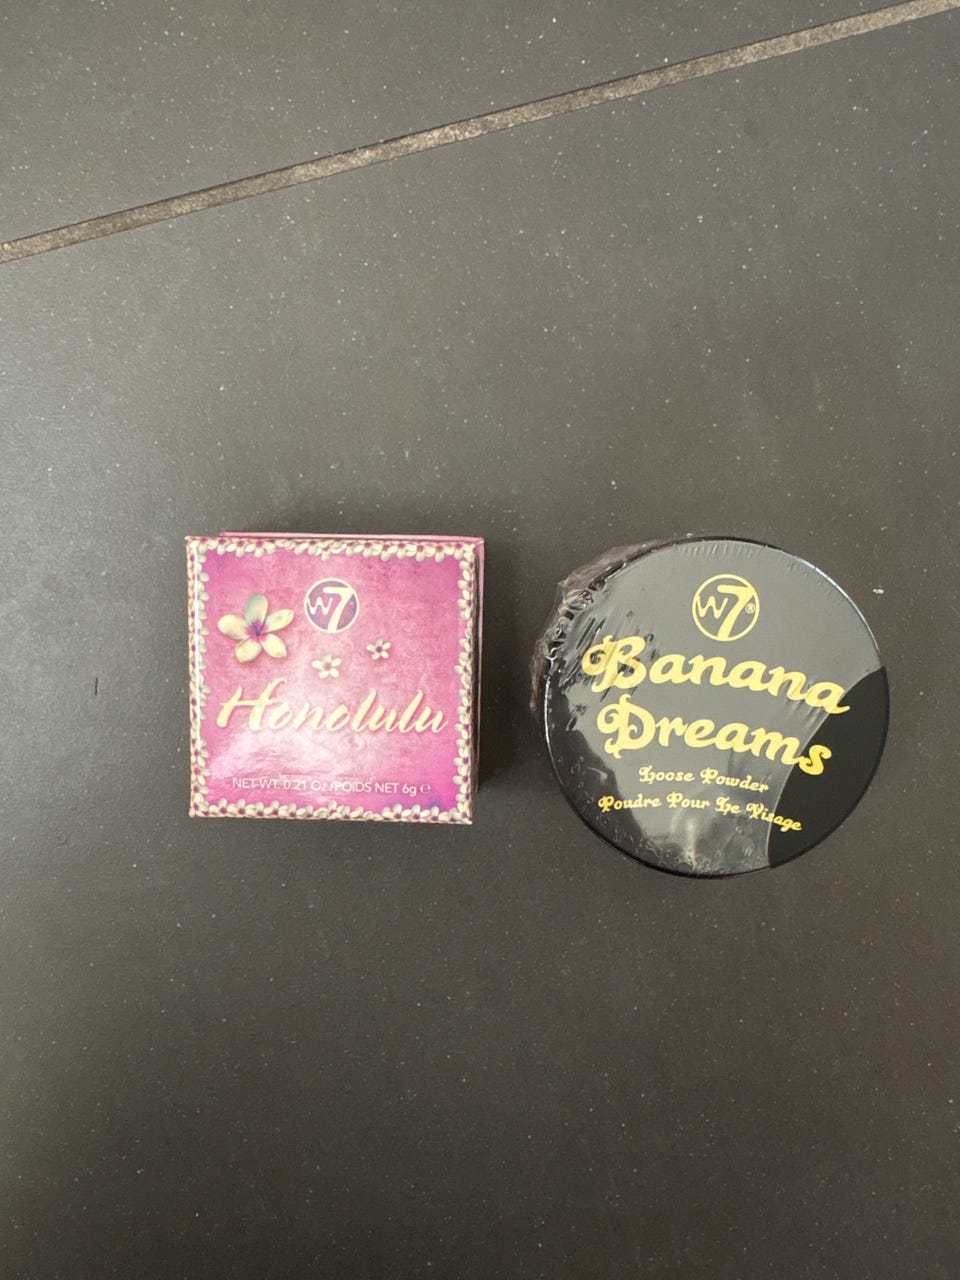 W7
Honolulu
NET WT. 0.21 Oz /POIDS NET 6g ℮
W7®
Banana
Dreams
Loose Powder
Poudre Pour Le Visage